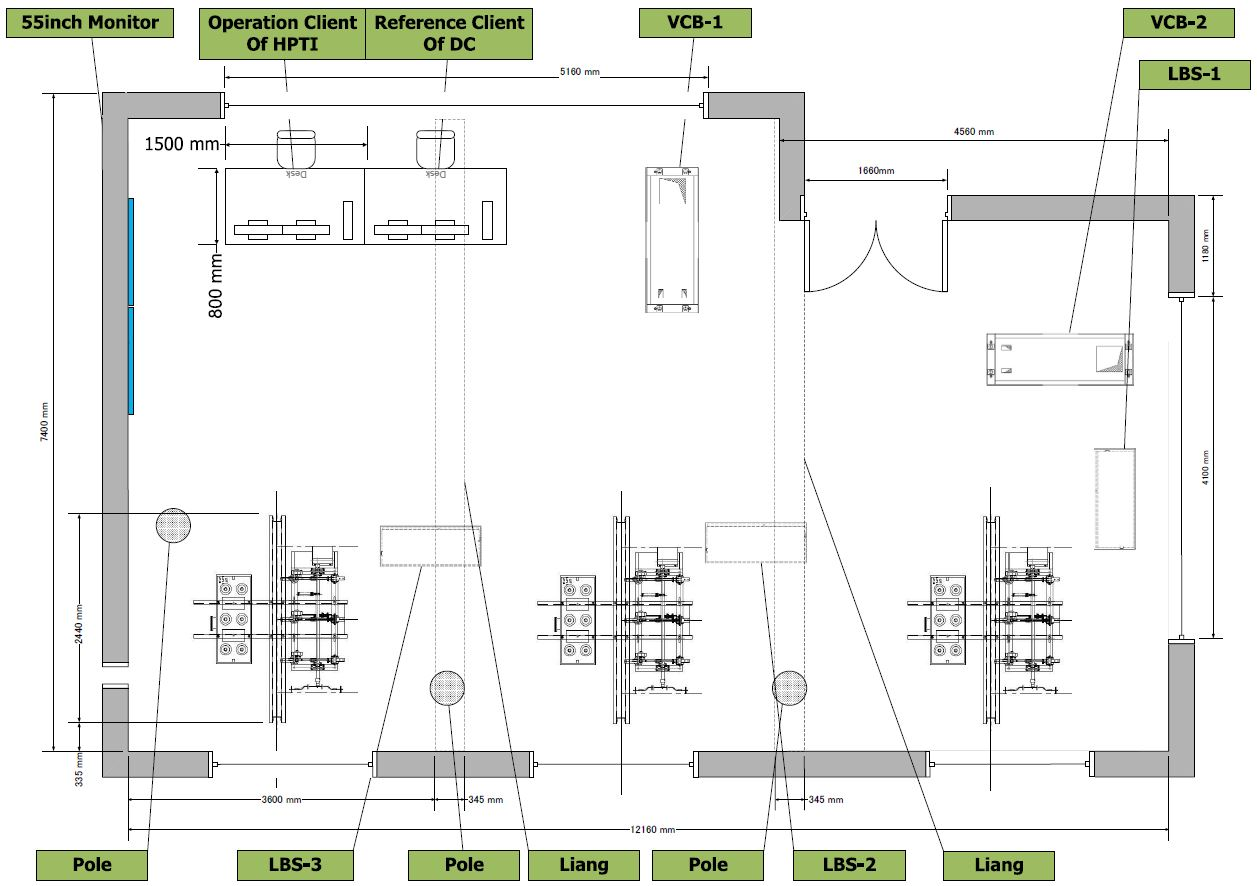 55inch Monitor
Operation Client
Of HPTI
Reference Client
Of DC
VCB-1
VCB-2
LBS-1
5160 mm
4560 mm
1500 mm
1660mm
Desk
Desk
800 mm
1180 mm
7400 mm
4100 mm
2440 mm
335 mm
3600 mm
345 mm
345 mm
12160 mm
Pole
LBS-3
Pole
Liang
Pole
LBS-2
Liang